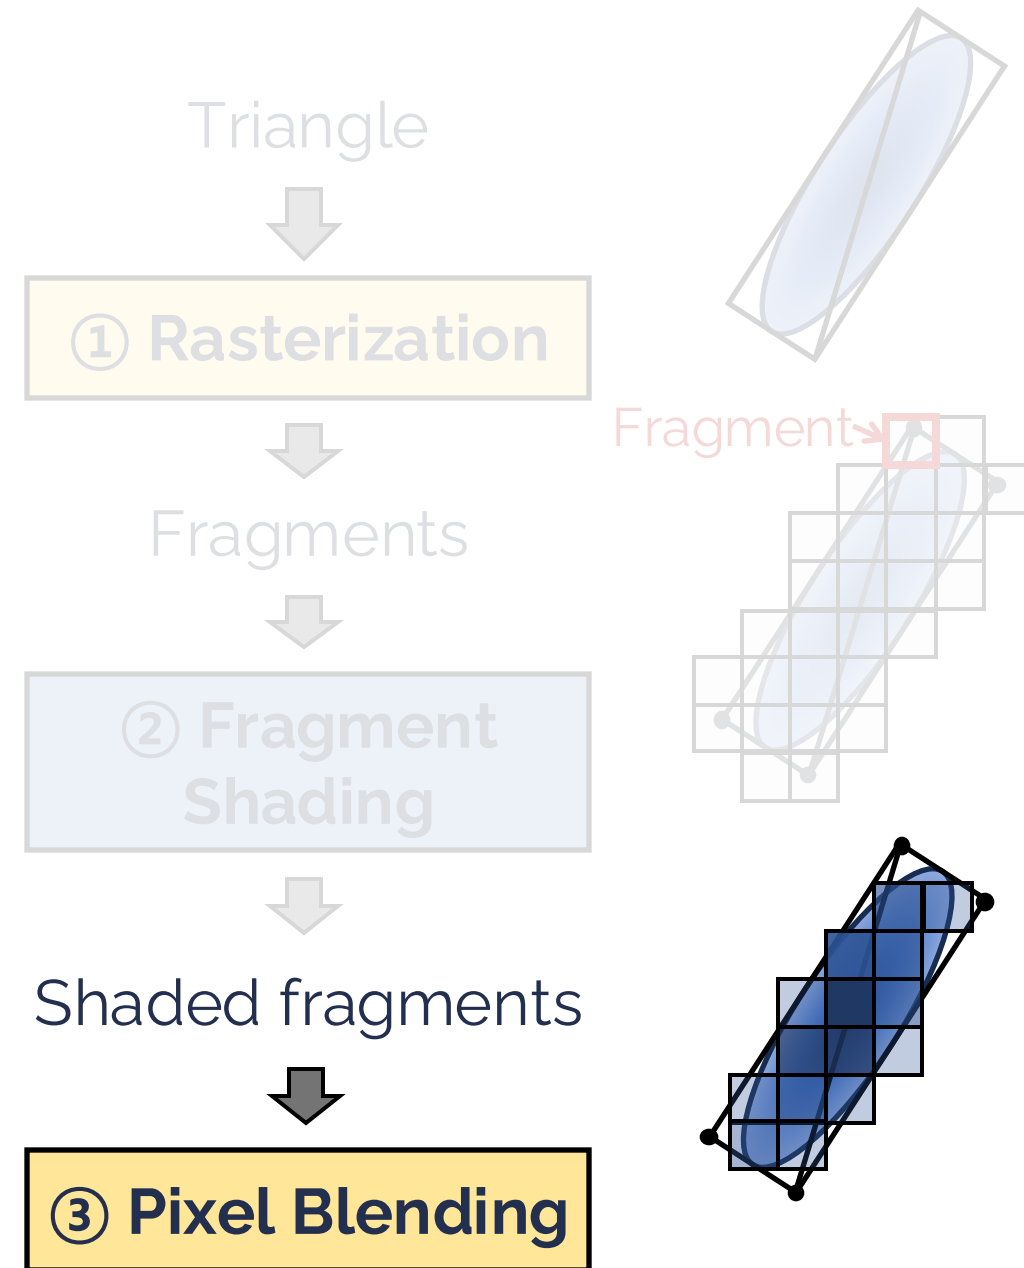 Triangle
① Rasterization
Fragment
Fragments
② Fragment
Shading
Shaded fragments
③ Pixel Blending